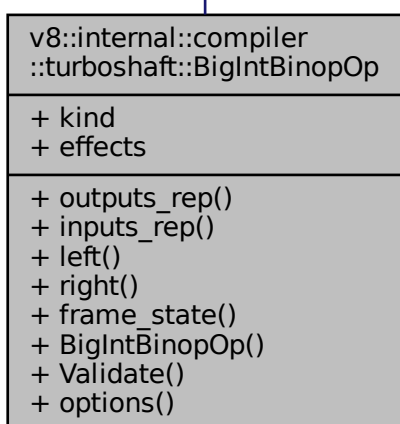 v8::internal::compiler
::turboshaft::BigIntBinopOp
+ kind
+ effects
+ outputs_rep()
+ inputs_rep()
+ left()
+ right()
+ frame_state()
+ BigIntBinopOp()
+ Validate()
+ options()